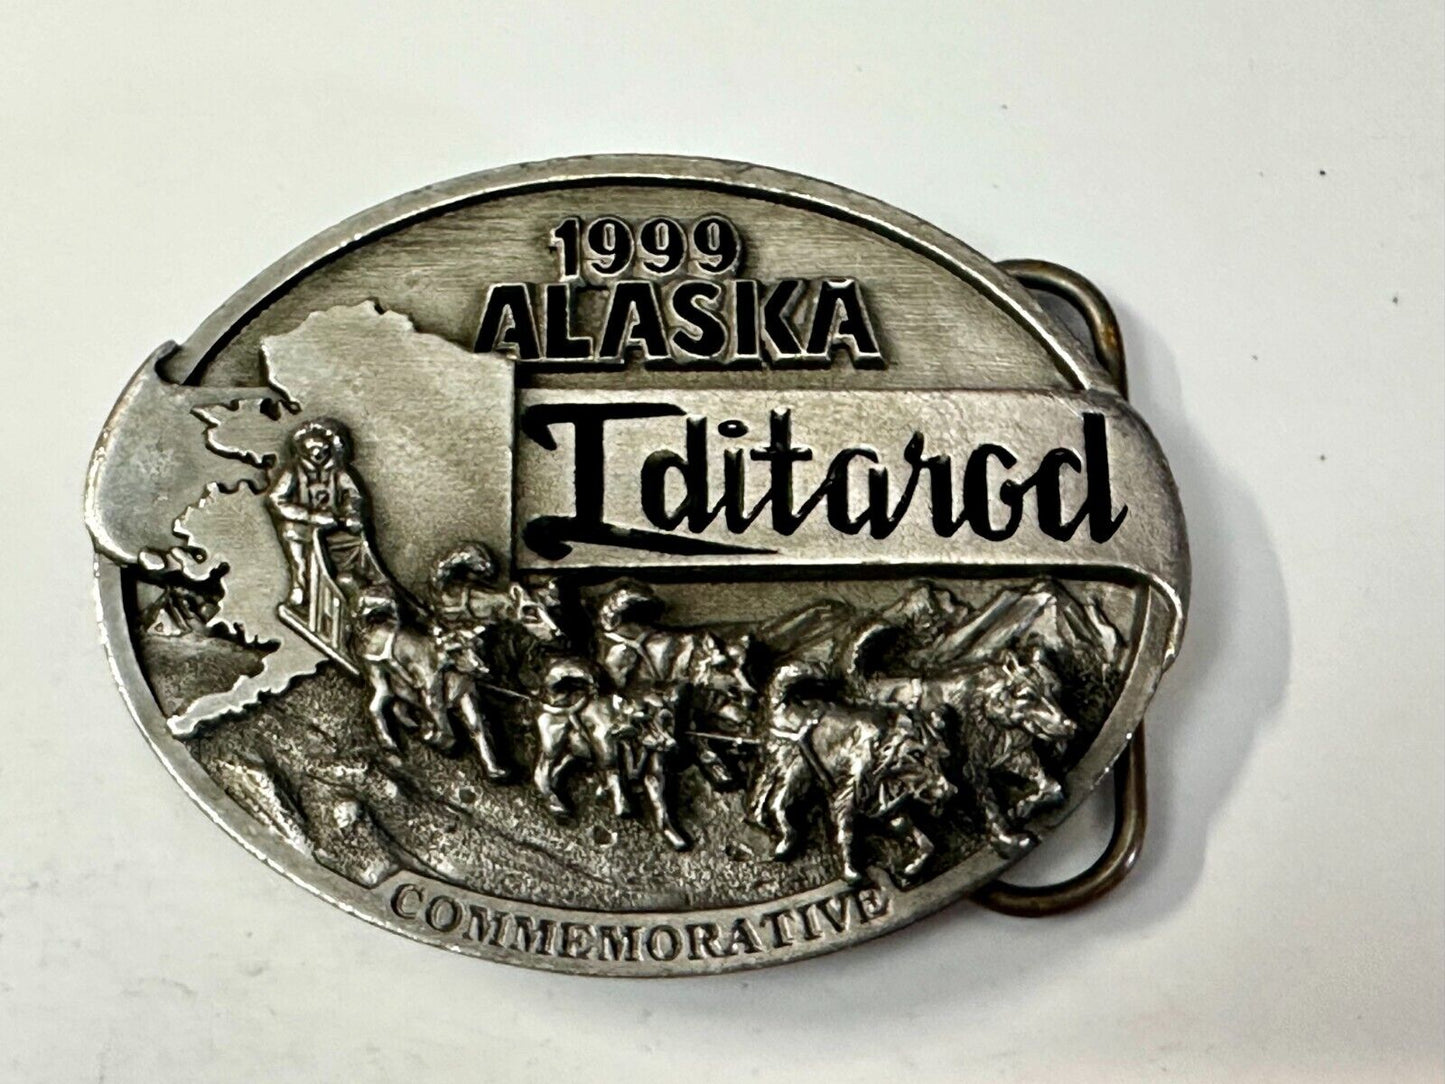 1999
ALASKA
Iditarod
COMMEMORATIVE